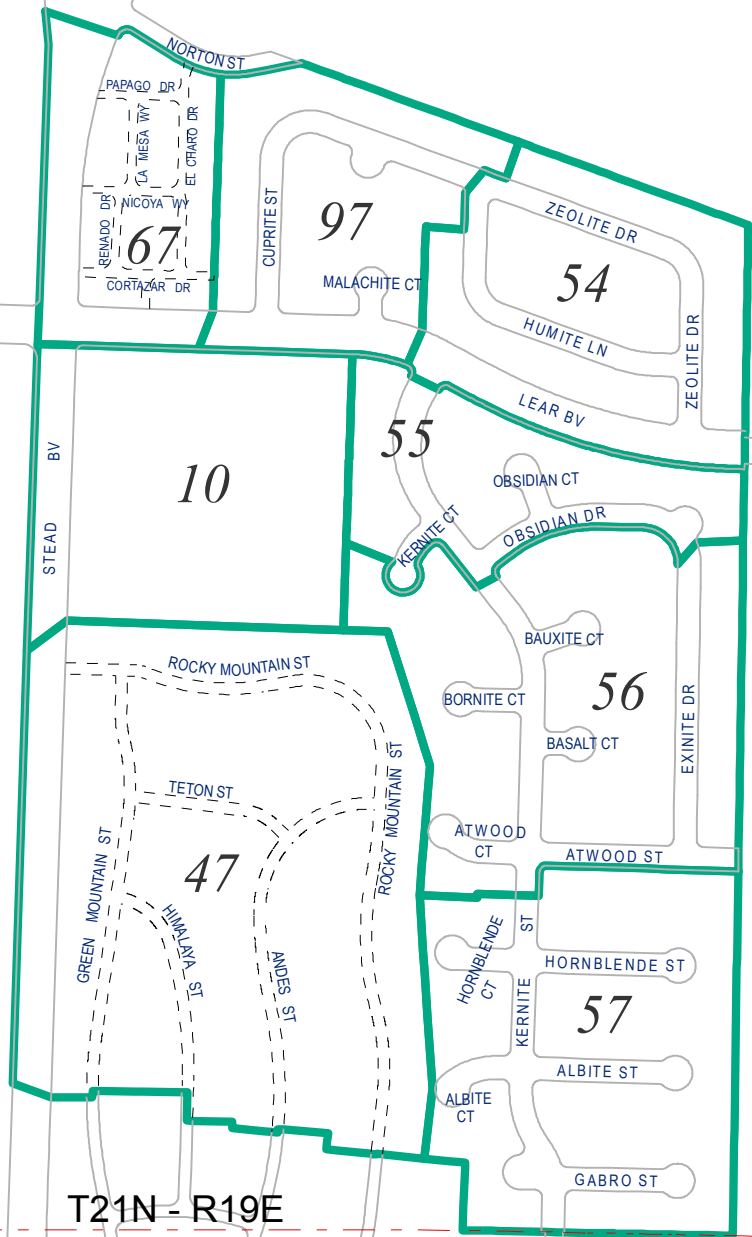 NORTON ST
PAPAGO DR
LA MESA WY
EL CHARO DR
NICOYA WY
RENADO DR
67
CORTAZAR DR
CUPRITE ST
97
MALACHITE CT
ZEOLITE DR
54
HUMITE LN
ZEOLITE DR
LEAR BV
STEAD BV
10
55
OBSIDIAN CT
KERNITE CT
OBSIDIAN DR
BAUXITE CT
BORNITE CT
56
BASALT CT
EXINITE DR
ATWOOD
CT
ATWOOD ST
ROCKY MOUNTAIN ST
TETON ST
ROCKY MOUNTAIN ST
47
GREEN MOUNTAIN ST
HIMALAYA ST
ANDES ST
HORNBLENDE
CT
KERNITE ST
HORNBLENDE ST
57
ALBITE ST
ALBITE
CT
GABRO ST
T21N - R19E